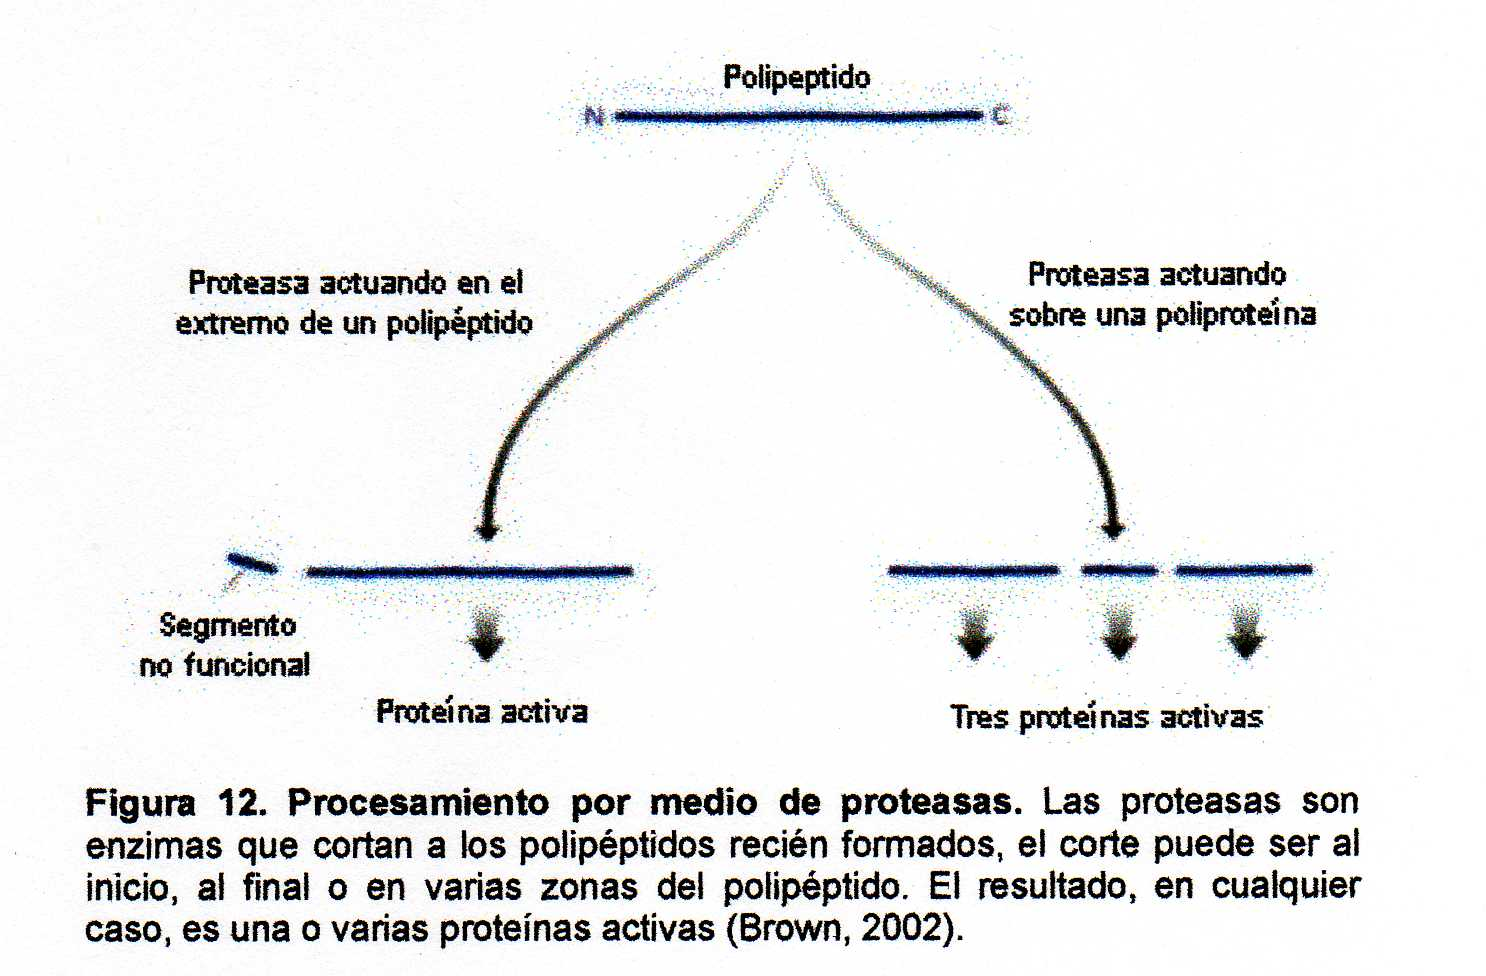 Polipeptido
N C
Proteasa actuando en el
extremo de un polipéptido
Proteasa actuando
sobre una poliproteína
Segmento
no funcional
Proteína activa
Tres proteínas activas
Figura 12. Procesamiento por medio de proteasas. Las proteasas son
enzimas que cortan a los polipéptidos recién formados, el corte puede ser al
inicio, al final o en varias zonas del polipéptido. El resultado, en cualquier
caso, es una o varias proteínas activas (Brown, 2002).